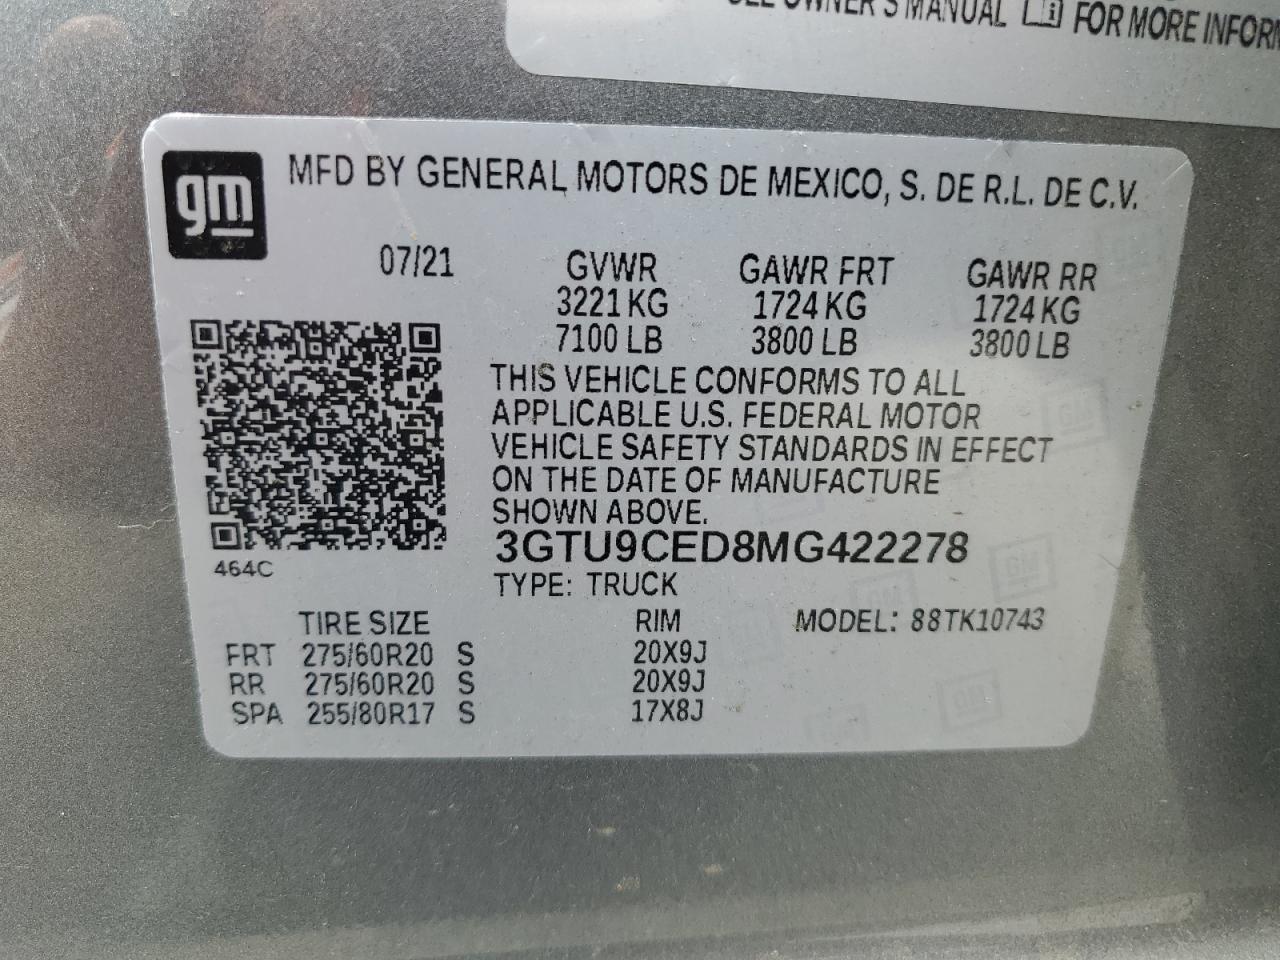 OWNER'S MANUAL FOR MORE
gm
MFD BY GENERAL MOTORS DE MEXICO, S. DE R.L. DE C.V.
07/21 GVWR GAWR FRT GAWR RR
3221 KG 1724 KG 1724 KG
7100 LB 3800 LB 3800 LB
THIS VEHICLE CONFORMS TO ALL
APPLICABLE U.S. FEDERAL MOTOR
VEHICLE SAFETY STANDARDS IN EFFECT
ON THE DATE OF MANUFACTURE
SHOWN ABOVE.
3GTU9CED8MG422278
464C
TYPE: TRUCK
TIRE SIZE RIM MODEL: 88TK10743
FRT 275/60R20 S 20X9J
RR 275/60R20 S 20X9J
SPA 255/80R17 S 17X8J